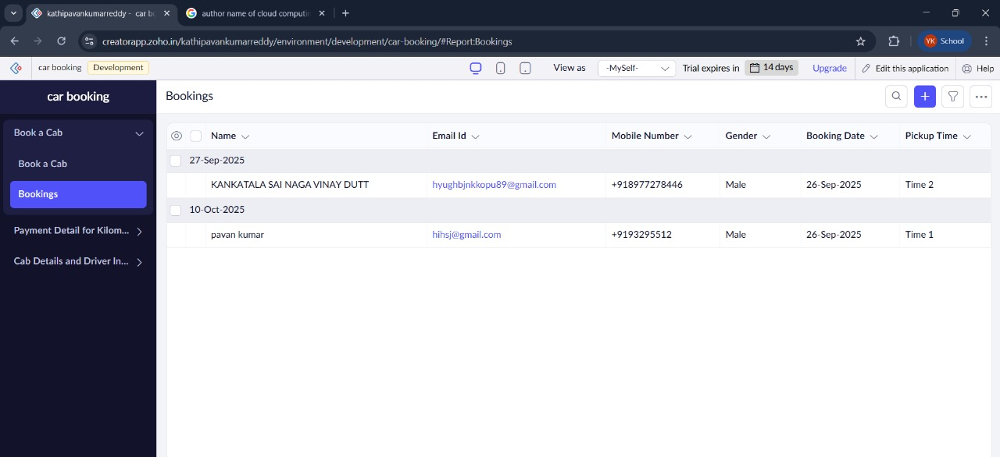 kathipavankumarreddy - car bo
author name of cloud computin
creatorapp.zoho.in/kathipavankumarreddy/environment/development/car-booking/#Report:Bookings
YK School
car booking Development View as -MySelf- Trial expires in 14 days Upgrade Edit this application Help
car booking
Book a Cab
Book a Cab
Bookings
Payment Detail for Kilom...
Cab Details and Driver In...
Bookings
Name Email Id Mobile Number Gender Booking Date Pickup Time
27-Sep-2025
KANKATALA SAI NAGA VINAY DUTT hyughbjnkkopu89@gmail.com +918977278446 Male 26-Sep-2025 Time 2
10-Oct-2025
pavan kumar hihsj@gmail.com +9193295512 Male 26-Sep-2025 Time 1